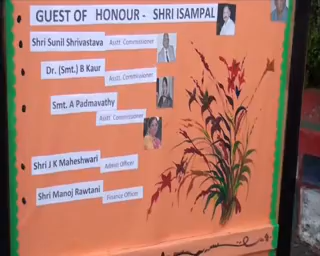 GUEST OF HONOUR - SHRI ISAMPAL
Shri Sunil Shrivastava Asstt Commissioner
Dr. (Smt.) B Kaur
Asstt. Commissioner
Smt. A Padmavathy
Asstt Commissioner
Shri J K Maheshwari Admin Officer
Shri Manoj Rawtani Finance Officer